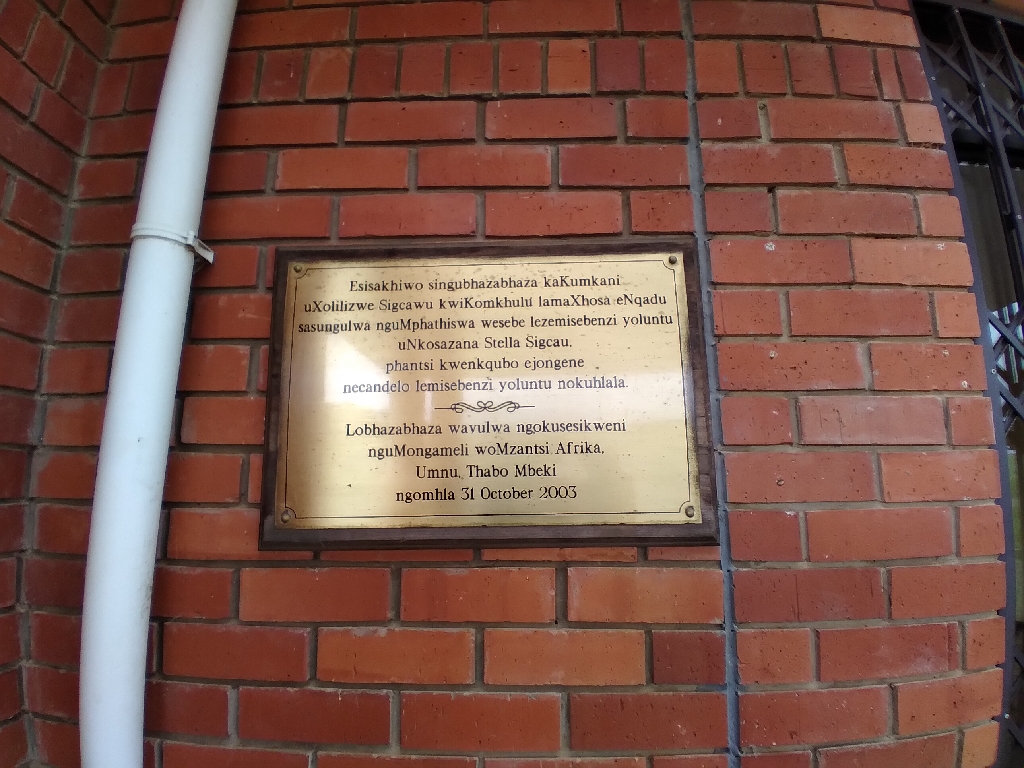 Esisakhiwo singubhazabhaza kaKumkani
uXolilizwe Sigcawu kwiKomkhulu lamaXhosa eNqadu
sasungulwa nguMphathiswa wesebe lezemisebenzi yoluntu
uNkosazana Stella Sigcau,
phantsi kwenkqubo ejongene
necandelo lemisebenzi yoluntu nokuhlala.
Lobhazabhaza wavulwa ngokusesikweni
nguMongameli woMzantsi Afrika,
Umnu, Thabo Mbeki
ngomhla 31 October 2003